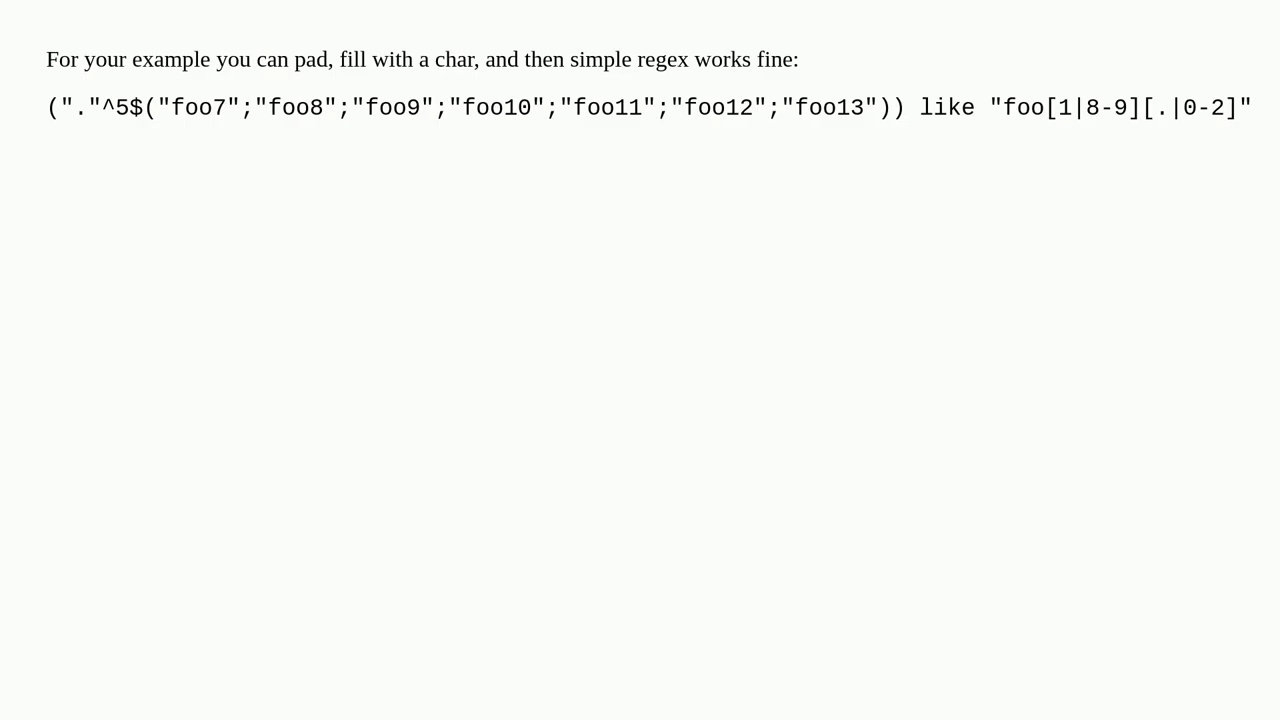 For your example you can pad, fill with a char, and then simple regex works fine:
("."^5$("foo7";"foo8";"foo9";"foo10";"foo11";"foo12";"foo13")) like "foo[1|8-9][.|0-2]"